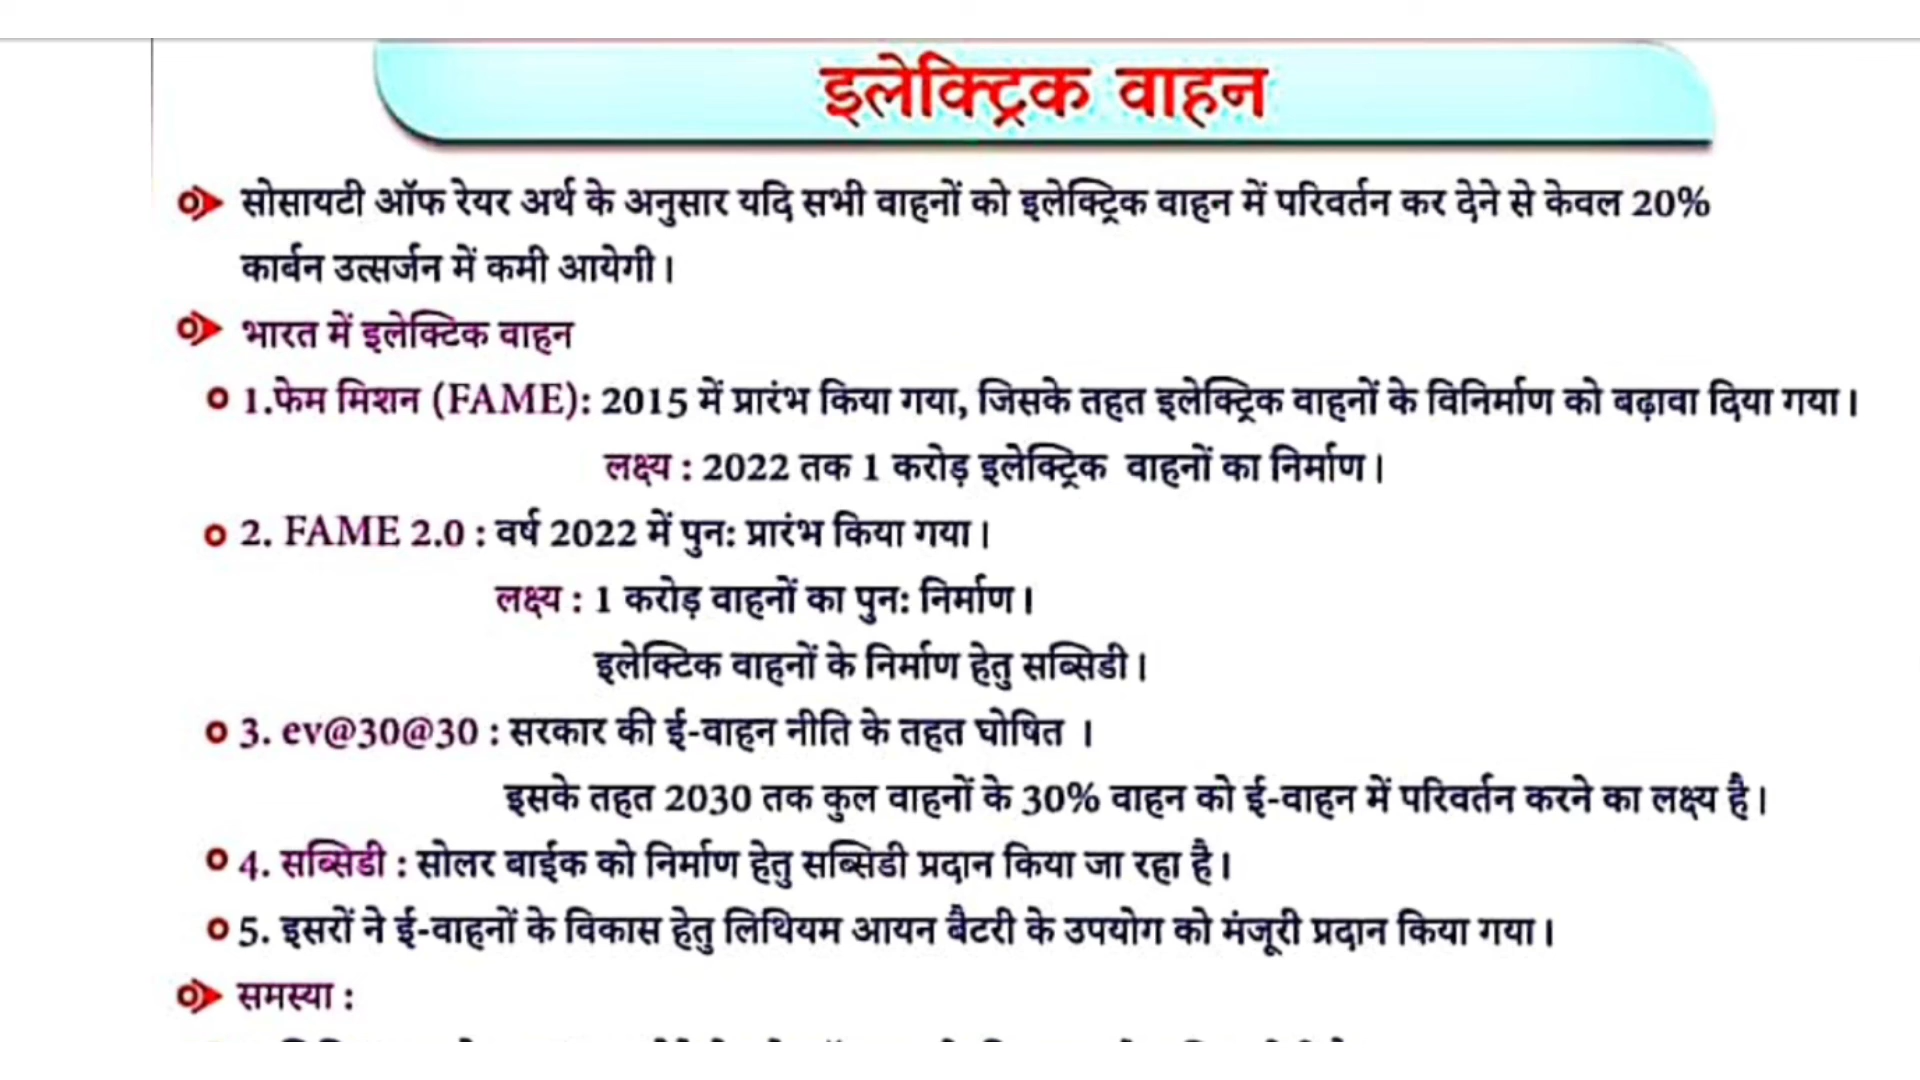 इलेक्ट्रिक वाहन
सोसायटी ऑफ रेयर अर्थ के अनुसार यदि सभी वाहनों को इलेक्ट्रिक वाहन में परिवर्तन कर देने से केवल 20%
कार्बन उत्सर्जन में कमी आयेगी।
भारत में इलेक्टिक वाहन
1.फेम मिशन (FAME): 2015 में प्रारंभ किया गया, जिसके तहत इलेक्ट्रिक वाहनों के विनिर्माण को बढ़ावा दिया गया।
लक्ष्य : 2022 तक 1 करोड़ इलेक्ट्रिक वाहनों का निर्माण।
2. FAME 2.0 : वर्ष 2022 में पुन: प्रारंभ किया गया।
लक्ष्य : 1 करोड़ वाहनों का पुन: निर्माण।
इलेक्टिक वाहनों के निर्माण हेतु सब्सिडी।
3. ev@30@30 : सरकार की ई-वाहन नीति के तहत घोषित ।
इसके तहत 2030 तक कुल वाहनों के 30% वाहन को ई-वाहन में परिवर्तन करने का लक्ष्य है।
4. सब्सिडी : सोलर बाईक को निर्माण हेतु सब्सिडी प्रदान किया जा रहा है।
5. इसरों ने ई-वाहनों के विकास हेतु लिथियम आयन बैटरी के उपयोग को मंजूरी प्रदान किया गया।
समस्या :